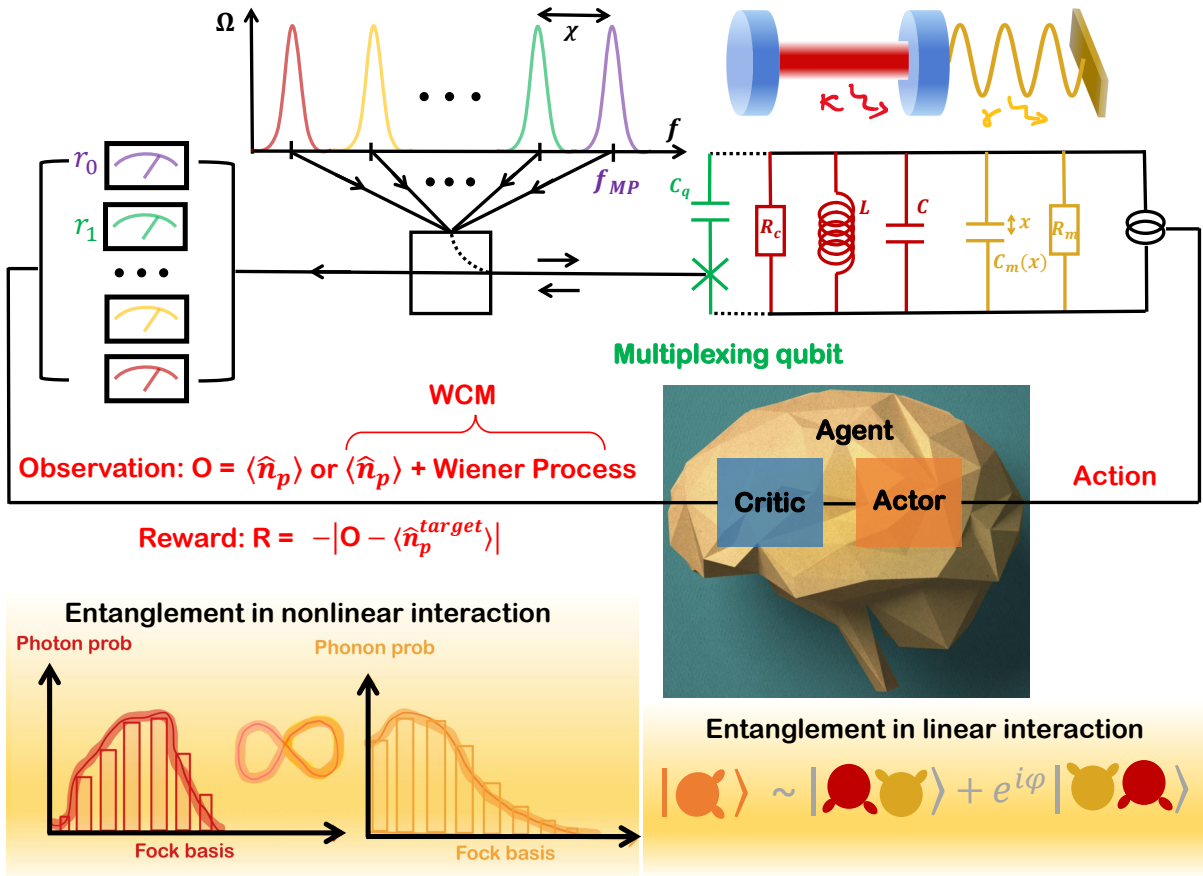 Ω
χ
f
κ
γ
r₀
r₁
f_MP
C_q
R_c
L
C
x
C_m(x)
R_m
Multiplexing qubit
WCM
Agent
Observation: O = ⟨n̂_p⟩ or ⟨n̂_p⟩ + Wiener Process
Critic
Actor
Action
Reward: R = −|O − ⟨n̂_p^target⟩|
Entanglement in nonlinear interaction
Photon prob
Phonon prob
Fock basis
Fock basis
Entanglement in linear interaction
| ⟩ ~ | ⟩ + e^iφ | ⟩